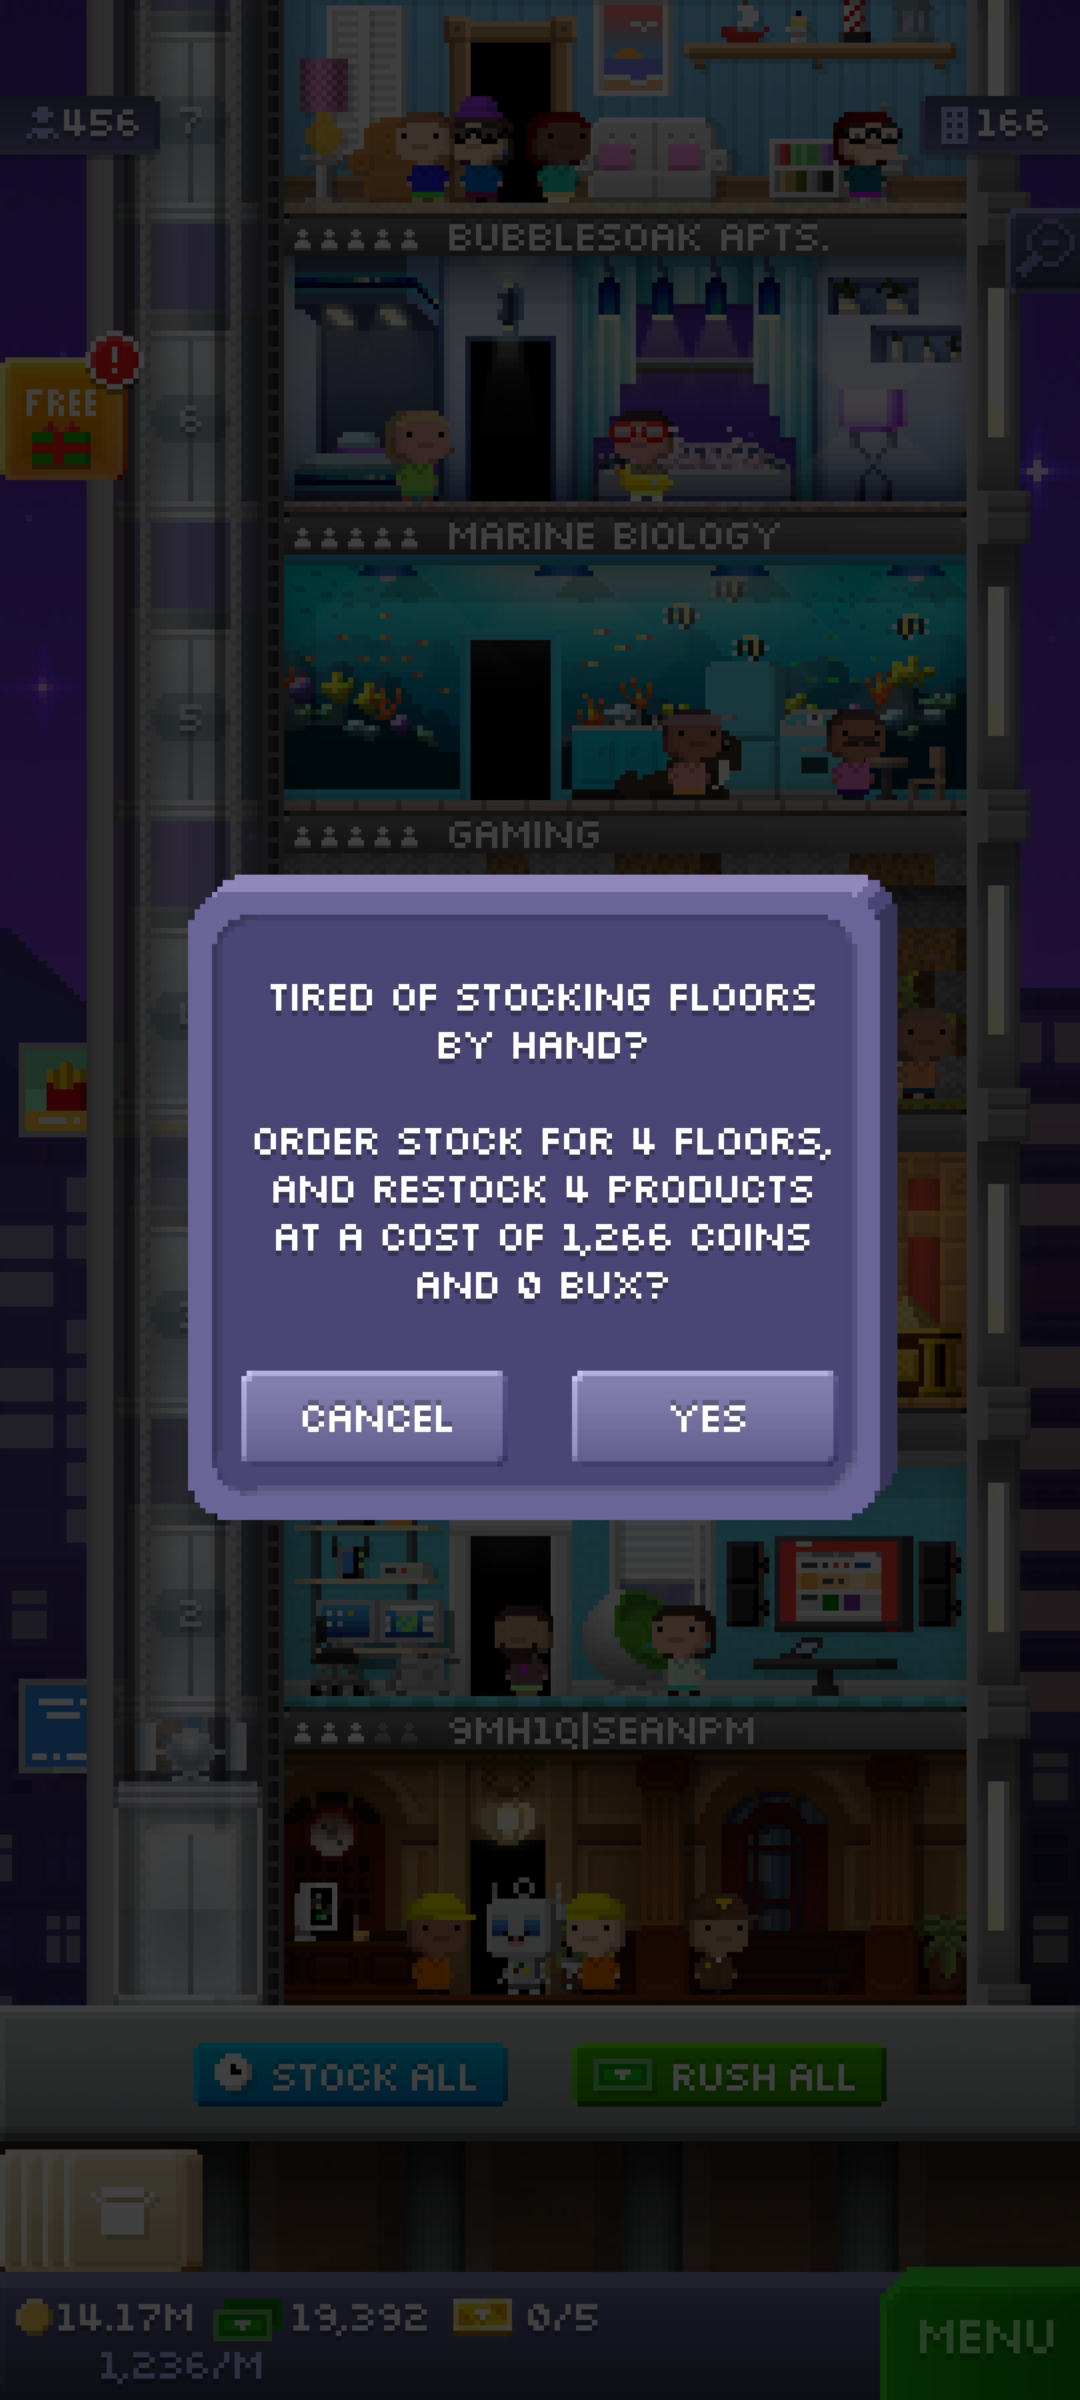 456
7
166
BUBBLESOAK APTS.
FREE
!
6
MARINE BIOLOGY
5
GAMING
TIRED OF STOCKING FLOORS
BY HAND?
ORDER STOCK FOR 4 FLOORS,
AND RESTOCK 4 PRODUCTS
AT A COST OF 1,266 COINS
AND 0 BUX?
CANCEL
YES
2
9MH1Q|SEANPM
STOCK ALL
RUSH ALL
14.17M
19,392
0/5
1,236/M
MENU